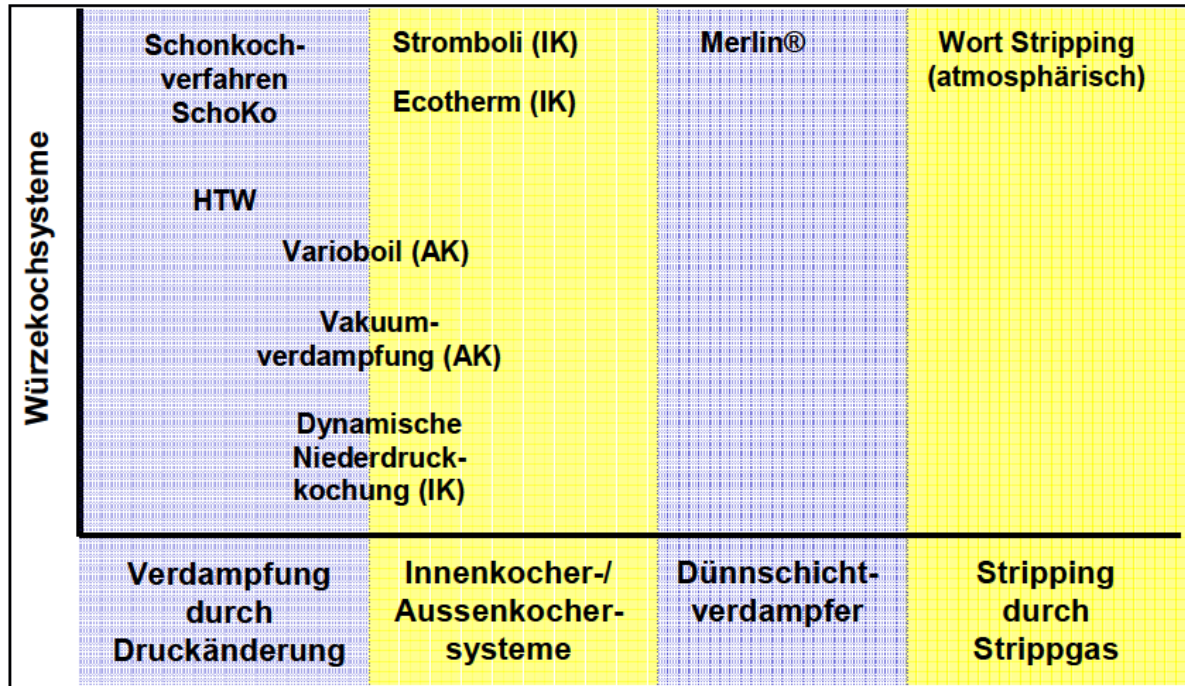 Würzekochsysteme
Schonkoch-
verfahren
SchoKo
HTW
Varioboil (AK)
Vakuum-
verdampfung (AK)
Dynamische
Niederdruck-
kochung (IK)
Stromboli (IK)
Ecotherm (IK)
Merlin®
Wort Stripping
(atmosphärisch)
Verdampfung
durch
Druckänderung
Innenkocher-/
Aussenkocher-
systeme
Dünnschicht-
verdampfer
Stripping
durch
Strippgas